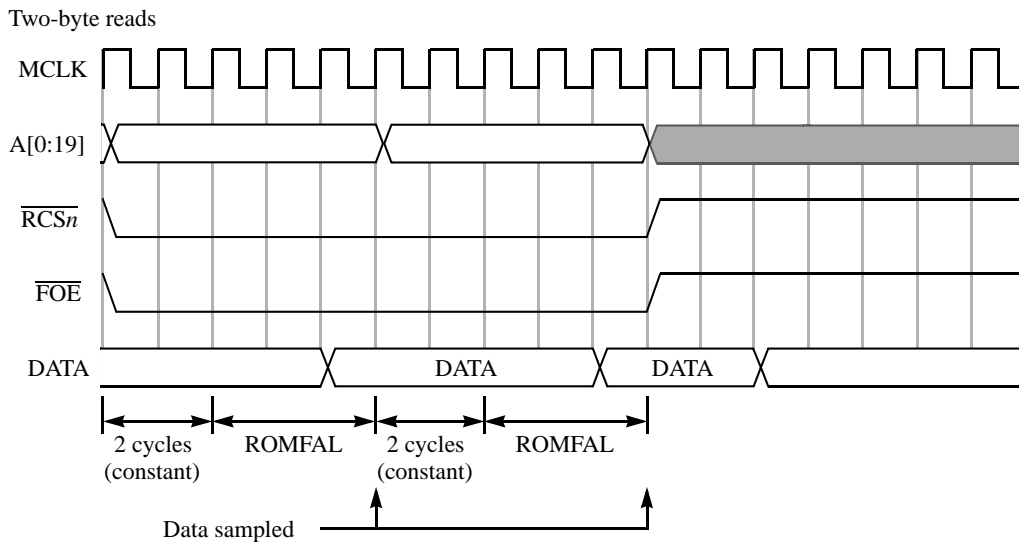 Two-byte reads
MCLK
A[0:19]
RCSn
FOE
DATA DATA DATA
2 cycles (constant)
ROMFAL
2 cycles (constant)
ROMFAL
Data sampled